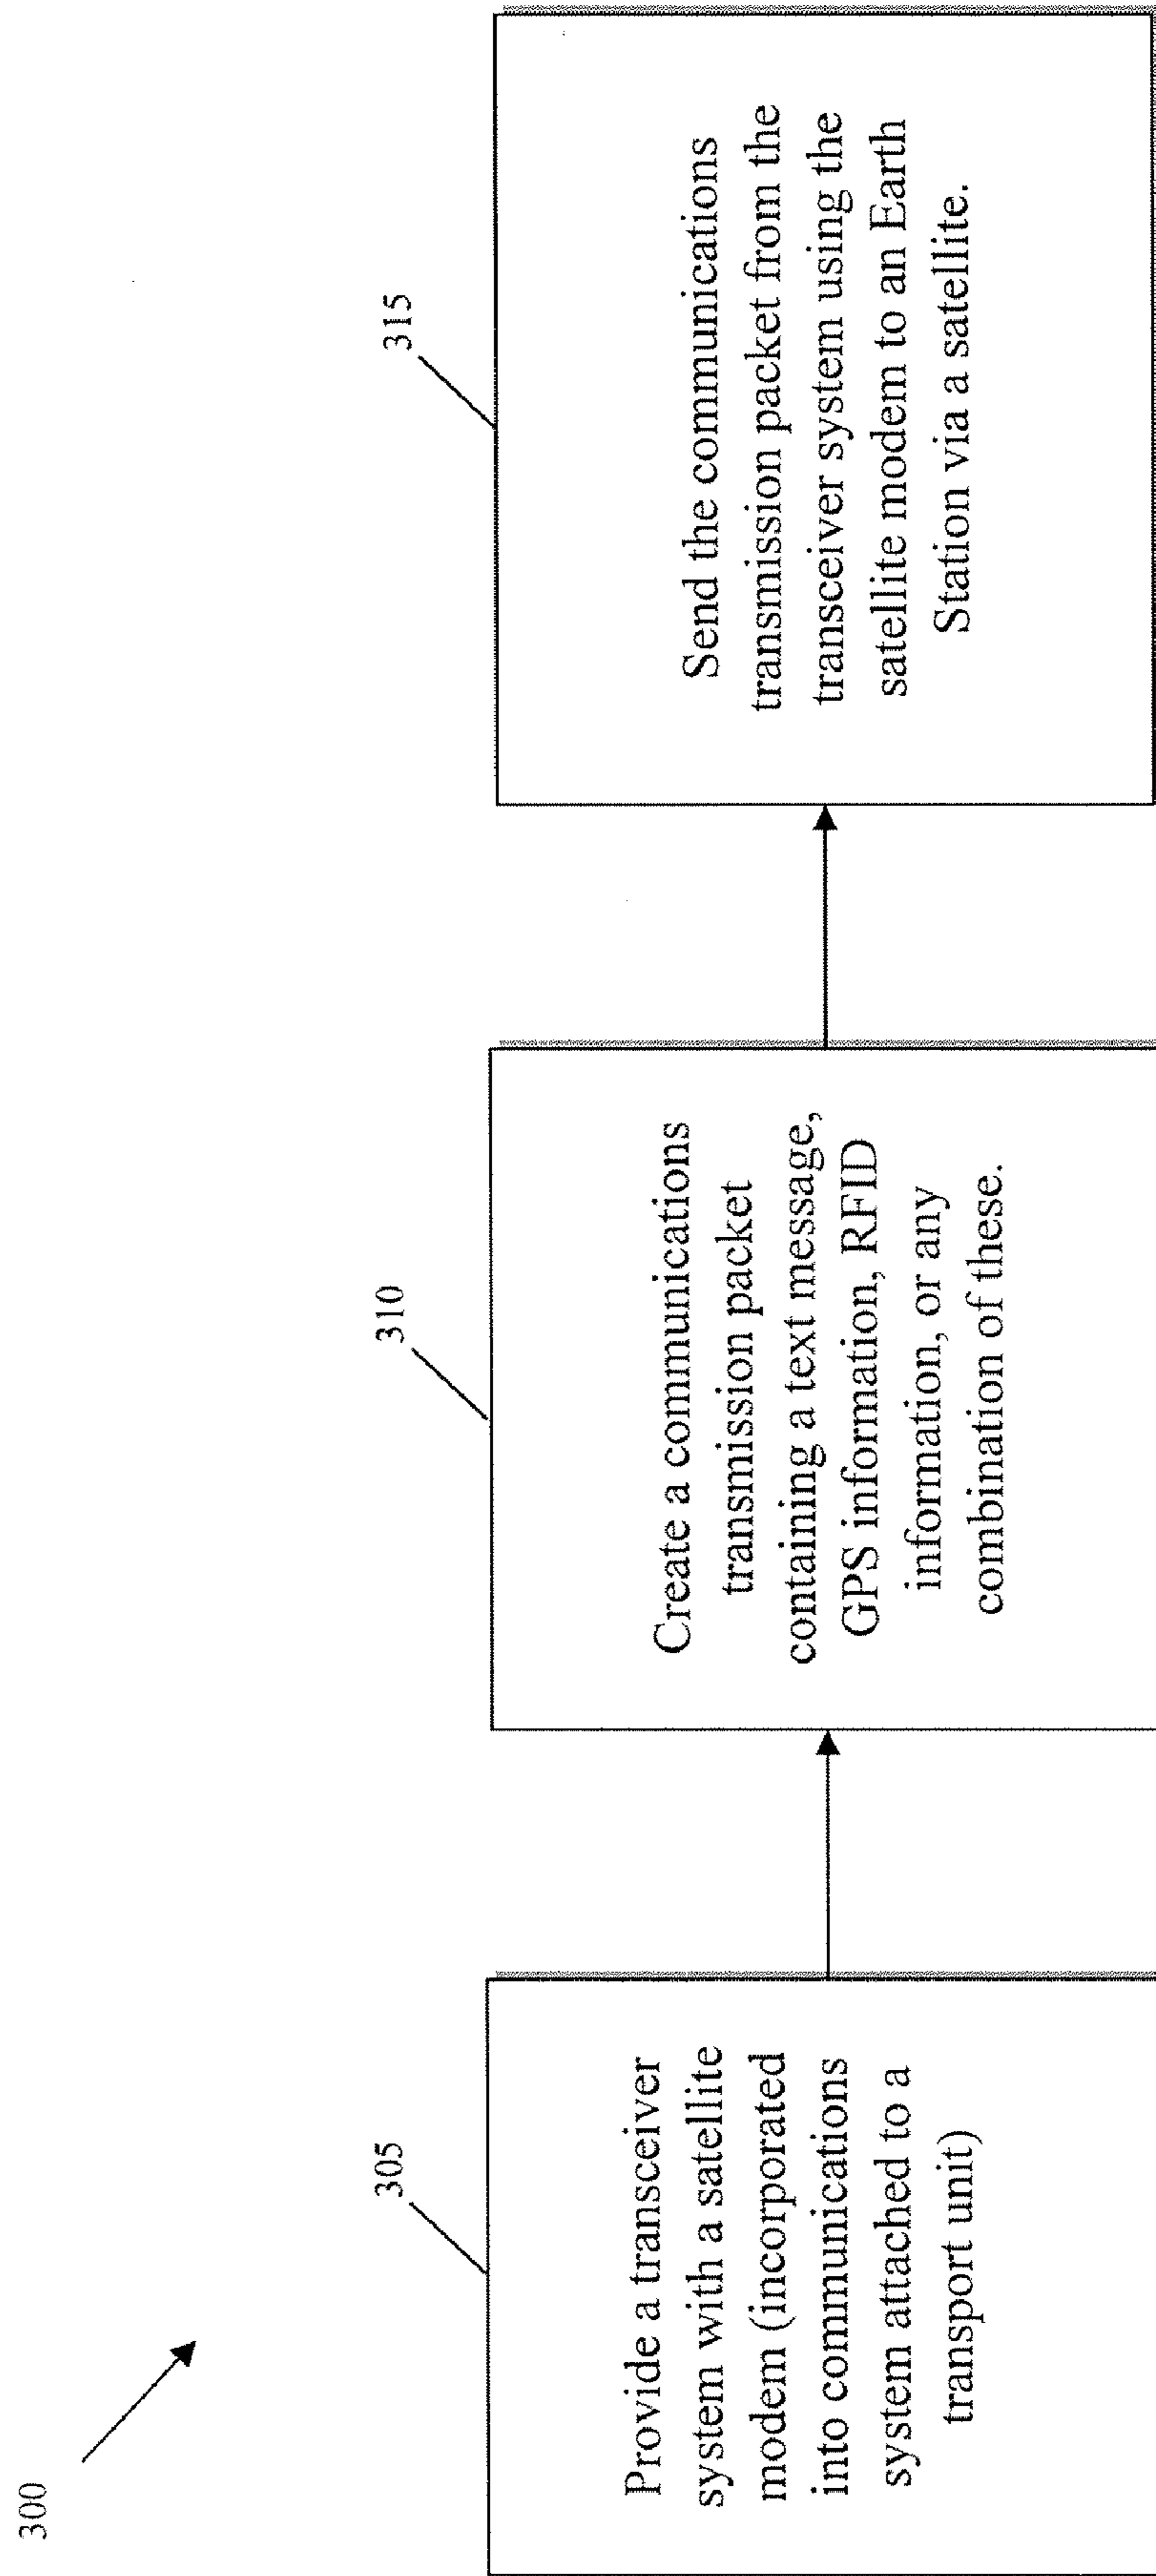 300
305
Provide a transceiver
system with a satellite
modem (incorporated
into communications
system attached to a
transport unit)
310
Create a communications
transmission packet
containing a text message,
GPS information, RFID
information, or any
combination of these.
315
Send the communications
transmission packet from the
transceiver system using the
satellite modem to an Earth
Station via a satellite.